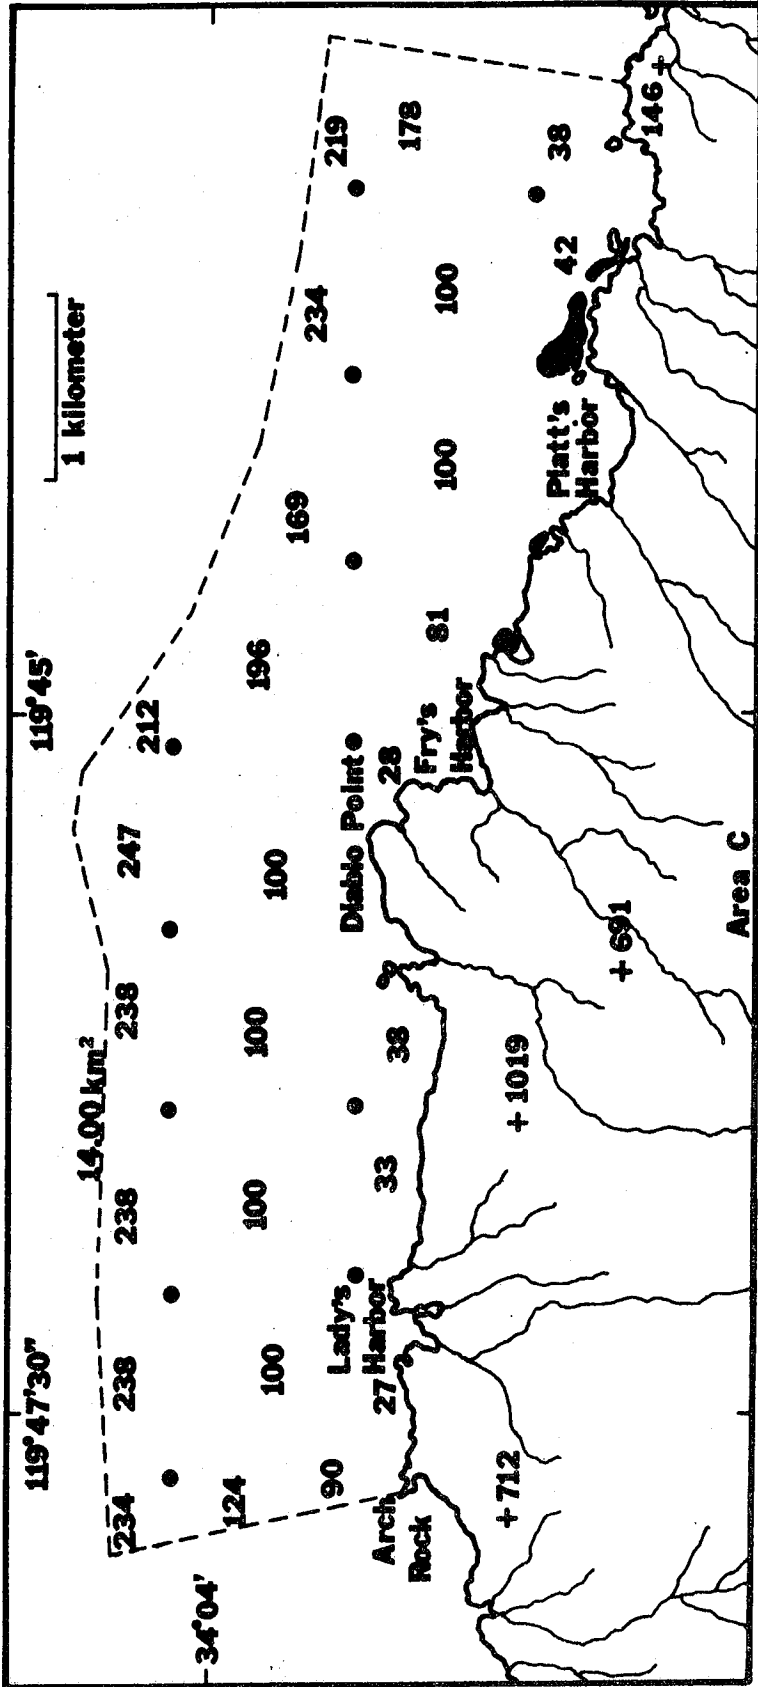 119°47'30"
119°45'
1 kilometer
34°04'
14.00 km²
234
238
238
238
247
212
196
169
234
219
124
100
100
100
100
178
90
81
100
100
27
Lady's
Harbor
33
38
Diablo Point
28
Fry's
Harbor
Platt's
Harbor
42
38
Arch
Rock
+ 712
+ 1019
+ 691
146 +
Area C